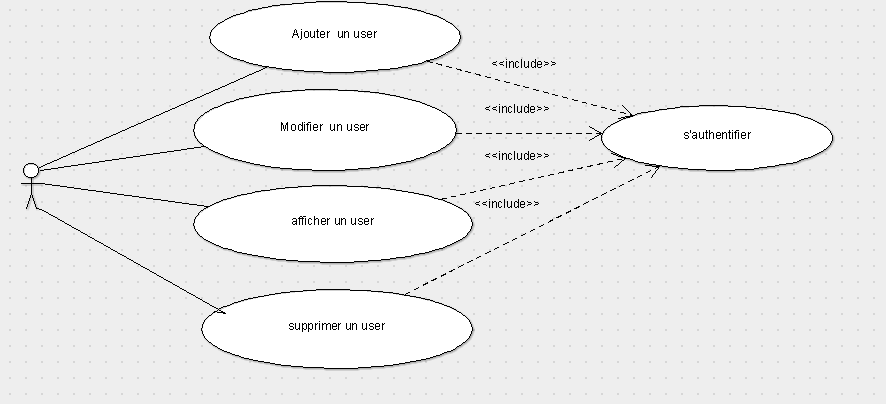 Ajouter un user
<<include>>
<<include>>
Modifier un user
s'authentifier
<<include>>
<<include>>
afficher un user
supprimer un user